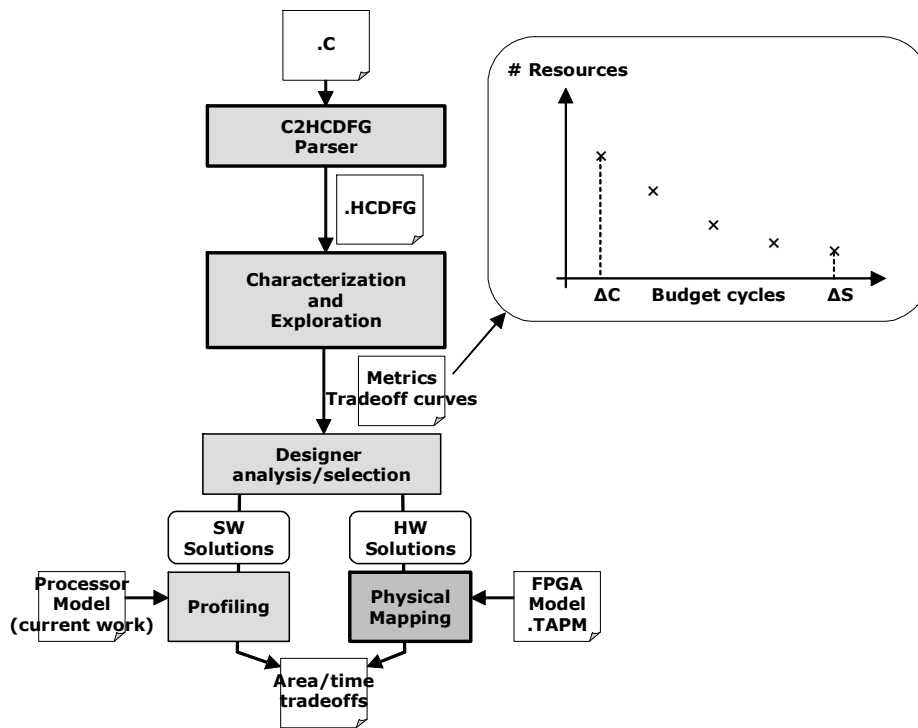 .C
C2HCDFG
Parser
.HCDFG
Characterization
and
Exploration
Metrics
Tradeoff curves
# Resources
ΔC
Budget cycles
ΔS
Designer
analysis/selection
SW
Solutions
HW
Solutions
Processor
Model
(current work)
Profiling
Physical
Mapping
FPGA
Model
.TAPM
Area/time
tradeoffs